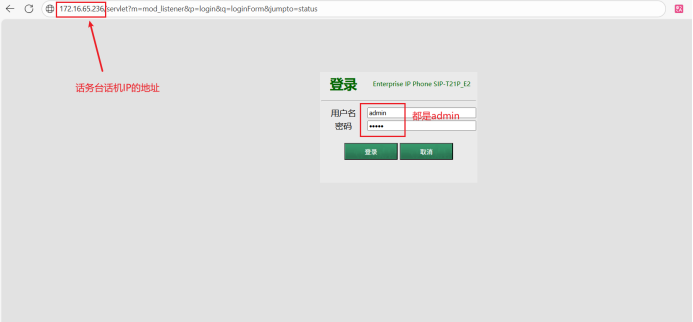 172.16.65.236/servlet?m=mod_listener&p=login&q=loginForm&jumpto=status
话务台话机IP的地址
登录 Enterprise IP Phone SIP-T21P_E2
用户名 admin
都是admin
密码 •••••
登录 取消